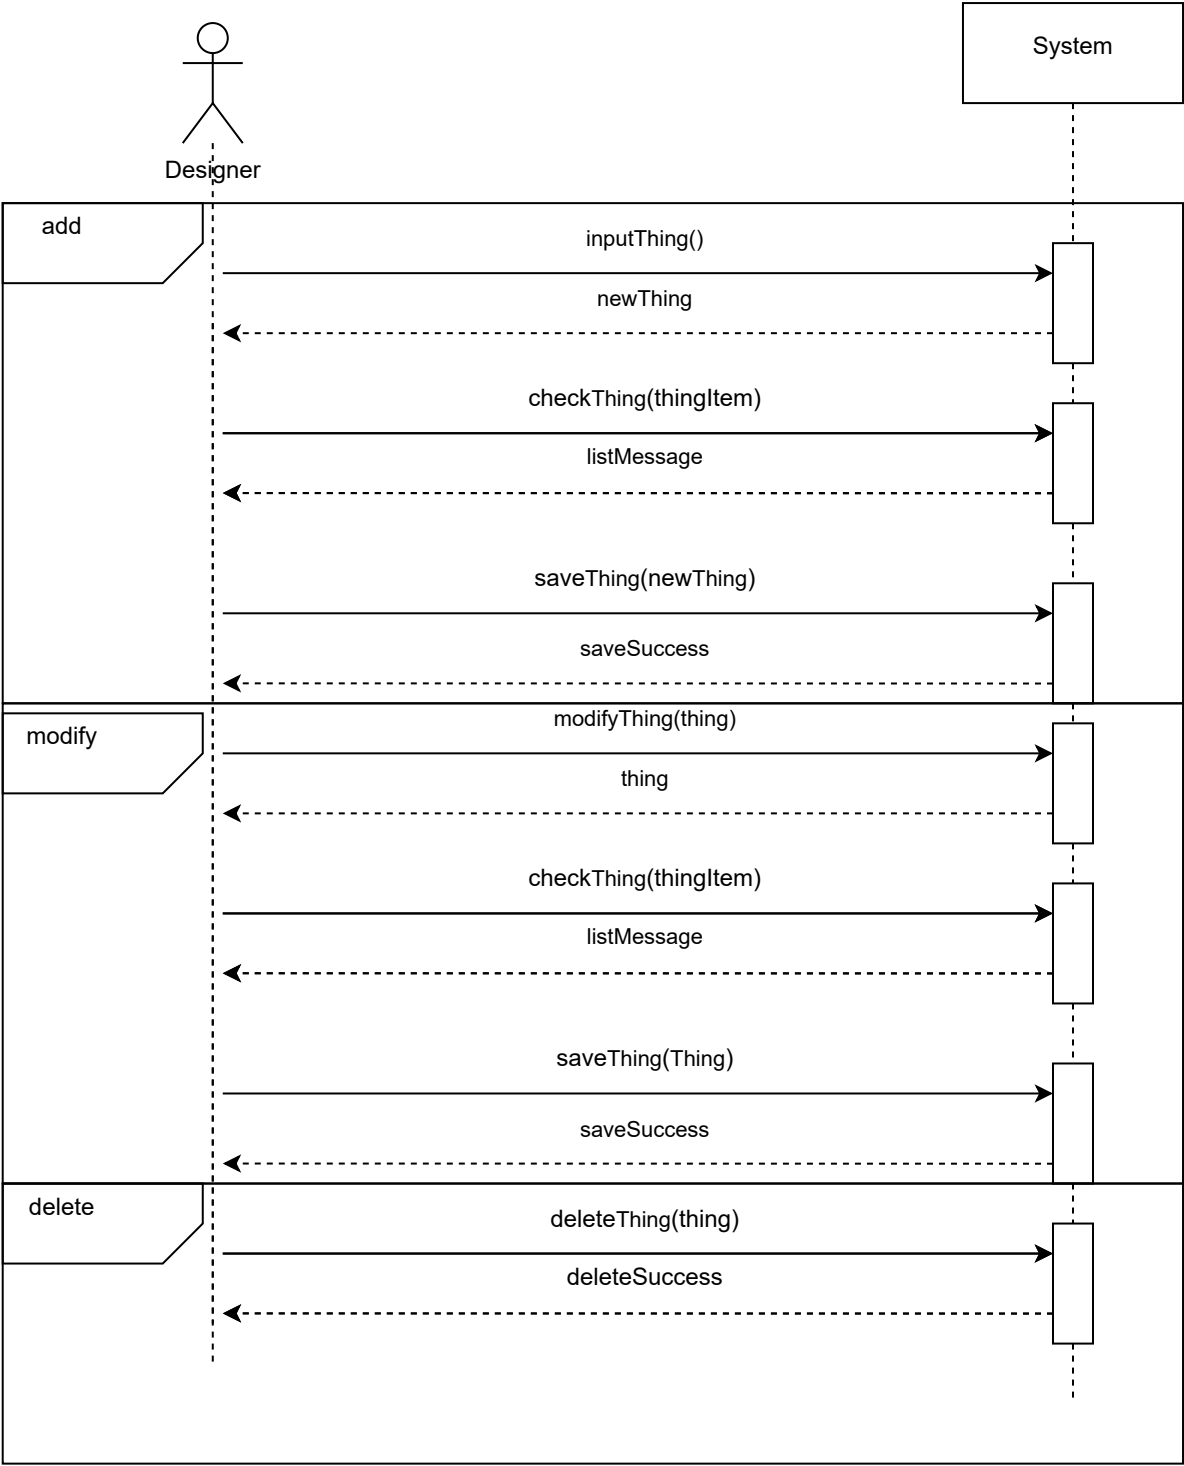 System
Designer
add
inputThing()
newThing
checkThing(thingItem)
listMessage
saveThing(newThing)
saveSuccess
modify
modifyThing(thing)
thing
checkThing(thingItem)
listMessage
saveThing(Thing)
saveSuccess
delete
deleteThing(thing)
deleteSuccess